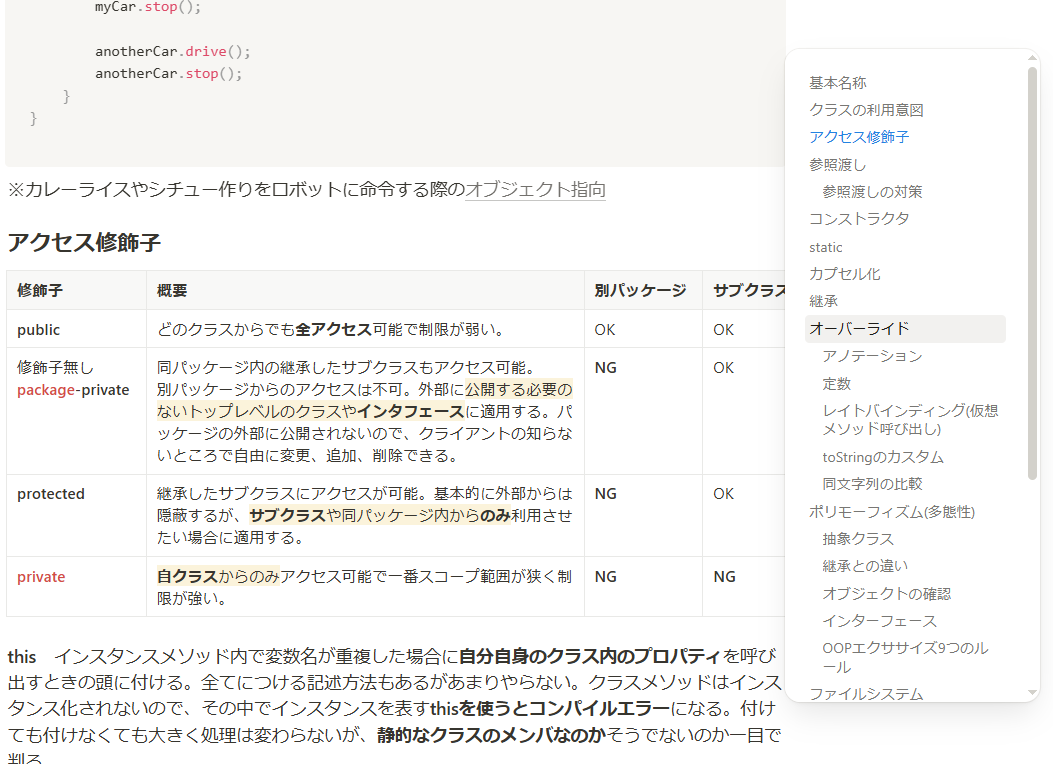 myCar.stop();
anotherCar.drive();
anotherCar.stop();
}
}
※カレーライスやシチュー作りをロボットに命令する際のオブジェクト指向
アクセス修飾子
修飾子 概要 別パッケージ サブクラス
public どのクラスからでも全アクセス可能で制限が弱い。 OK OK
修飾子無し 同パッケージ内の継承したサブクラスもアクセス可能。 NG OK
package-private 別パッケージからのアクセスは不可。外部に公開する必要の
ないトップレベルのクラスやインタフェースに適用する。パ
ッケージの外部に公開されないので、クライアントの知らな
いところで自由に変更、追加、削除できる。
protected 継承したサブクラスにアクセスが可能。基本的に外部からは NG OK
隠蔽するが、サブクラスや同パッケージ内からのみ利用させ
たい場合に適用する。
private 自クラスからのみアクセス可能で一番スコープ範囲が狭く制 NG NG
限が強い。
this　インスタンスメソッド内で変数名が重複した場合に自分自身のクラス内のプロパティを呼び
出すときの頭に付ける。全てにつける記述方法もあるがあまりやらない。クラスメソッドはインス
タンス化されないので、その中でインスタンスを表すthisを使うとコンパイルエラーになる。付け
ても付けなくても大きく処理は変わらないが、静的なクラスのメンバなのかそうでないのか一目で
判る
基本名称
クラスの利用意図
アクセス修飾子
参照渡し
参照渡しの対策
コンストラクタ
static
カプセル化
継承
オーバーライド
アノテーション
定数
レイトバインディング(仮想
メソッド呼び出し)
toStringのカスタム
同文字列の比較
ポリモーフィズム(多態性)
抽象クラス
継承との違い
オブジェクトの確認
インターフェース
OOPエクササイズ9つのル
ール
ファイルシステム